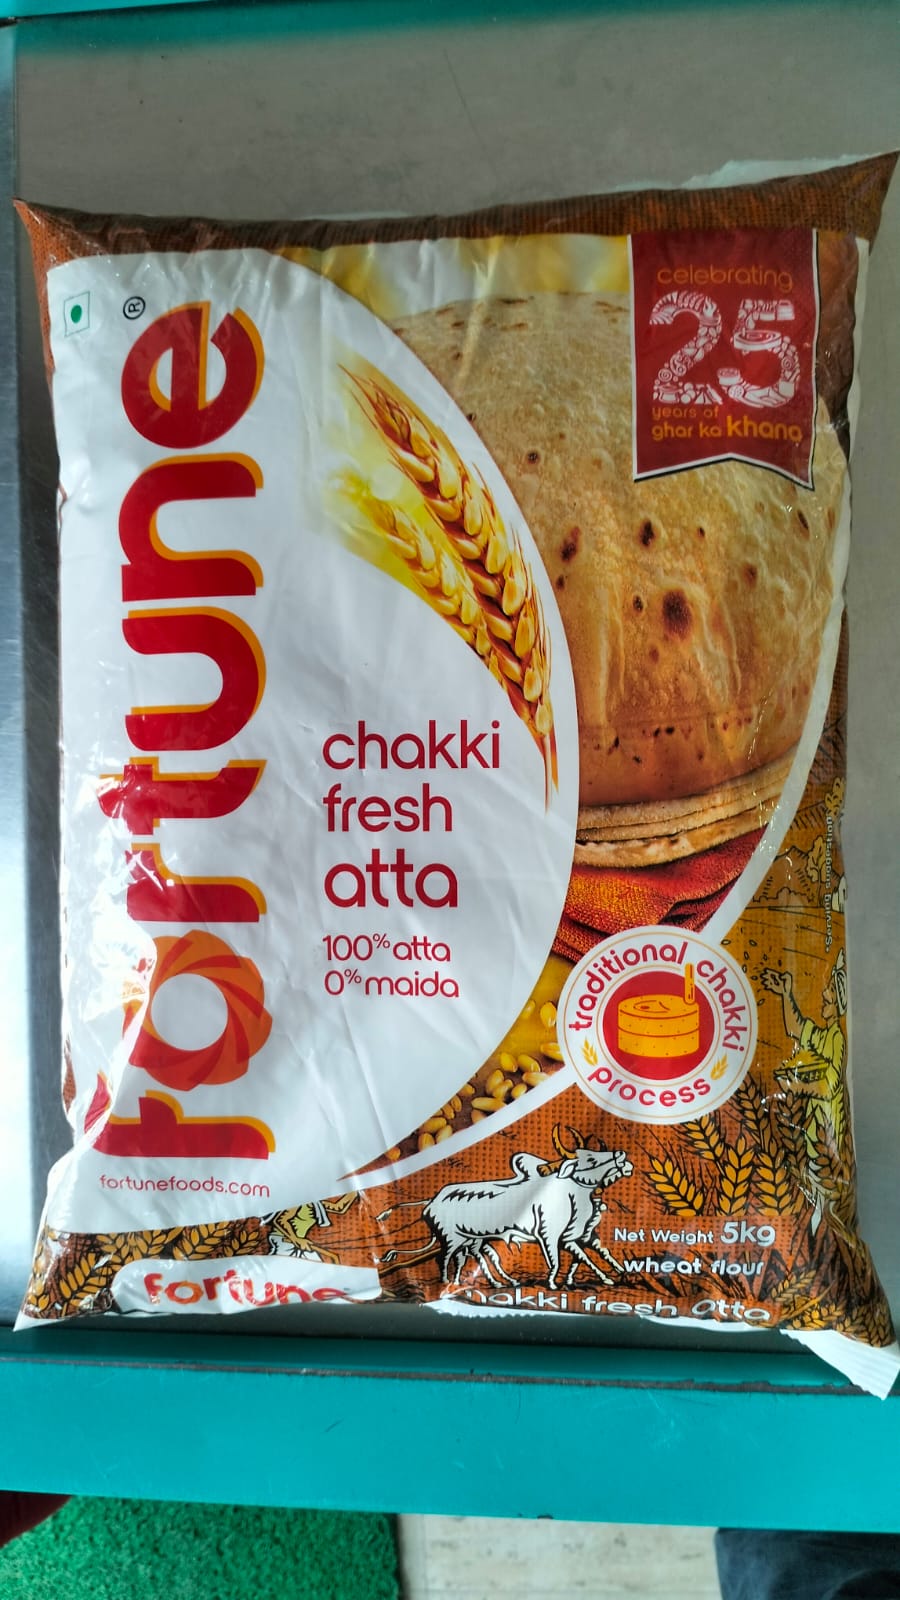 fortune®
celebrating
25
years of
ghar ka khana
chakki
fresh
atta
100% atta
0% maida
traditional chakki
process
*Serving suggestion
fortunefoods.com
Net Weight 5kg
wheat flour
fortune
chakki fresh atta